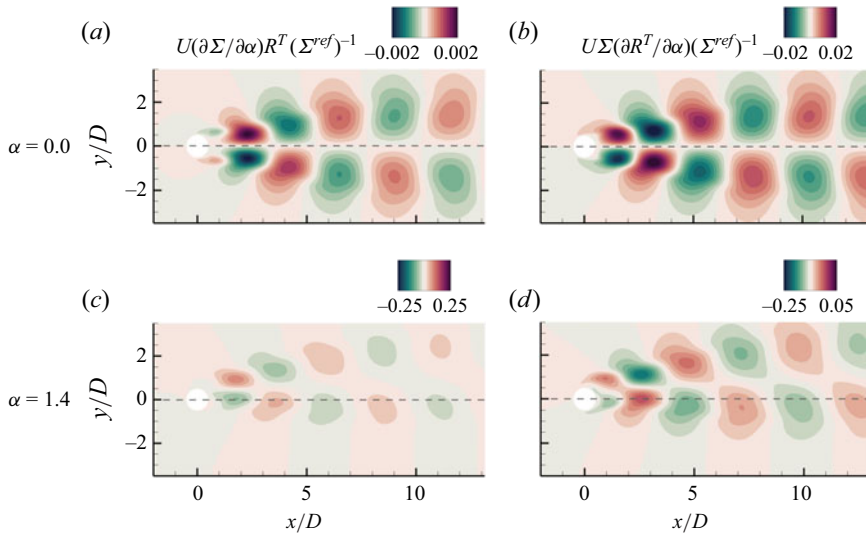 (a)
U(∂Σ/∂α)R^T(Σ^ref)^−1
−0.002 0.002
(b)
UΣ(∂R^T/∂α)(Σ^ref)^−1
−0.02 0.02
α = 0.0
y/D
2
0
−2
(c)
−0.25 0.25
(d)
−0.25 0.05
α = 1.4
y/D
2
0
−2
0 5 10
x/D
0 5 10
x/D